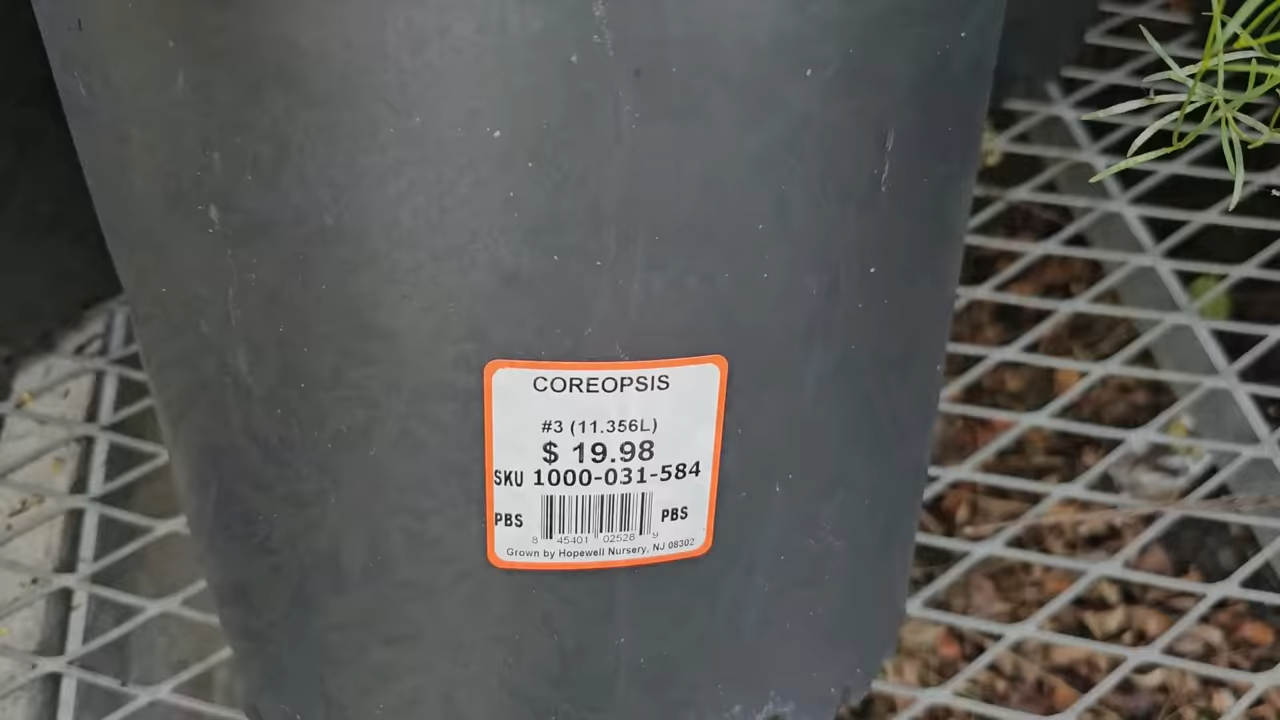 COREOPSIS
#3 (11.356L)
$ 19.98
SKU 1000-031-584
PBS PBS
8 45401 02528 9
Grown by Hopewell Nursery, NJ 08302